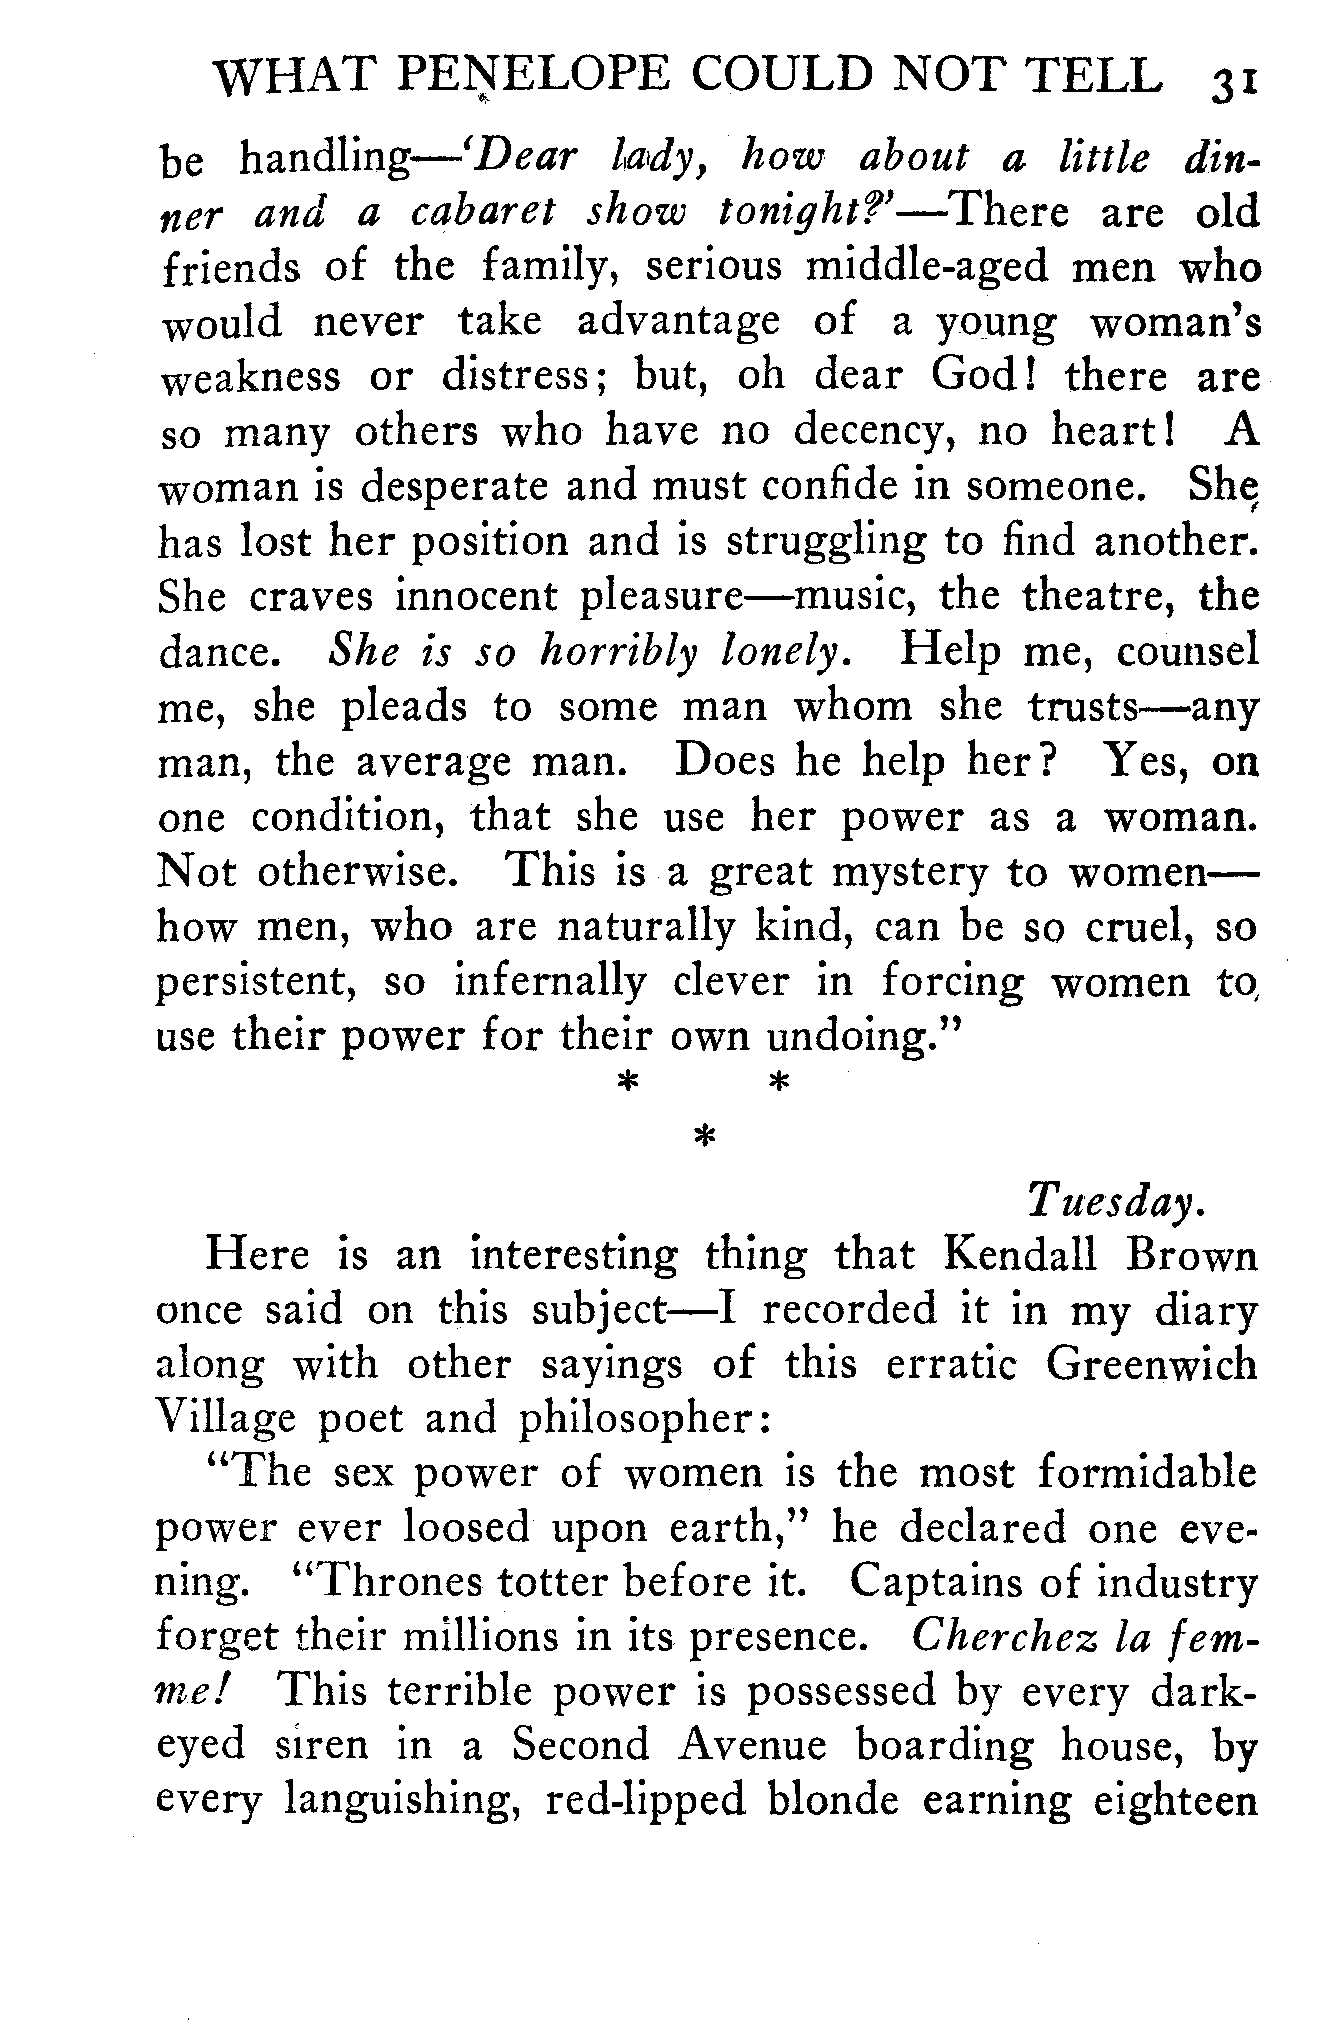 WHAT PENELOPE COULD NOT TELL 31
be handling—‘Dear lady, how about a little din-
ner and a cabaret show tonight?’—There are old
friends of the family, serious middle-aged men who
would never take advantage of a young woman’s
weakness or distress; but, oh dear God! there are
so many others who have no decency, no heart! A
woman is desperate and must confide in someone. She
has lost her position and is struggling to find another.
She craves innocent pleasure—music, the theatre, the
dance. She is so horribly lonely. Help me, counsel
me, she pleads to some man whom she trusts—any
man, the average man. Does he help her? Yes, on
one condition, that she use her power as a woman.
Not otherwise. This is a great mystery to women—
how men, who are naturally kind, can be so cruel, so
persistent, so infernally clever in forcing women to
use their power for their own undoing.”
* *
*
Tuesday.
Here is an interesting thing that Kendall Brown
once said on this subject—I recorded it in my diary
along with other sayings of this erratic Greenwich
Village poet and philosopher:
“The sex power of women is the most formidable
power ever loosed upon earth,” he declared one eve-
ning. “Thrones totter before it. Captains of industry
forget their millions in its presence. Cherchez la fem-
me! This terrible power is possessed by every dark-
eyed siren in a Second Avenue boarding house, by
every languishing, red-lipped blonde earning eighteen